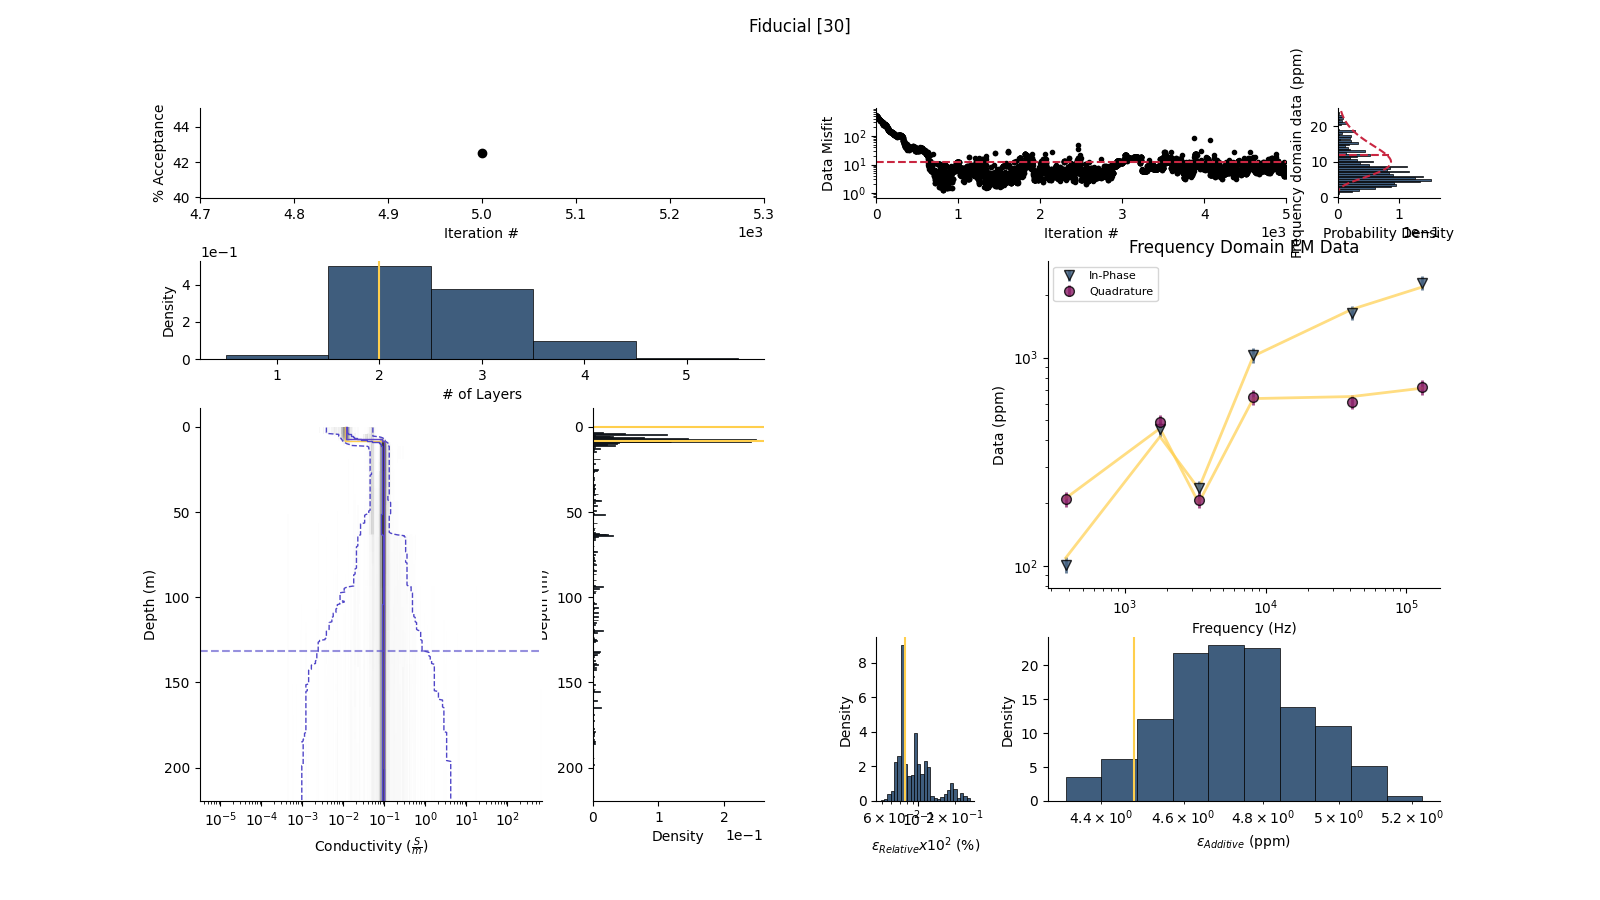 Fiducial [30]
% Acceptance
44
42
40
4.7 4.8 4.9 5.0 5.1 5.2 5.3
Iteration #
1e3
Data Misfit
10²
10¹
10⁰
0 1 2 3 4 5
Iteration #
1e3
Frequency domain data (ppm)
20
10
0
0 1
Probability Density
1e−1
1e−1
Density
4
2
0
1 2 3 4 5
# of Layers
Frequency Domain EM Data
In-Phase
Quadrature
Data (ppm)
10³
10²
10³ 10⁴ 10⁵
Frequency (Hz)
Depth (m)
0
50
100
150
200
10⁻⁵ 10⁻⁴ 10⁻³ 10⁻² 10⁻¹ 10⁰ 10¹ 10²
Conductivity (S/m)
Depth (m)
0
50
100
150
200
0 1 2
Density
1e−1
Density
8
6
4
2
0
6 × 10⁻² 10⁻¹ 2 × 10⁻¹
εRelativex10² (%)
Density
20
15
10
5
0
4.4 × 10⁰ 4.6 × 10⁰ 4.8 × 10⁰ 5 × 10⁰ 5.2 × 10⁰
εAdditive (ppm)